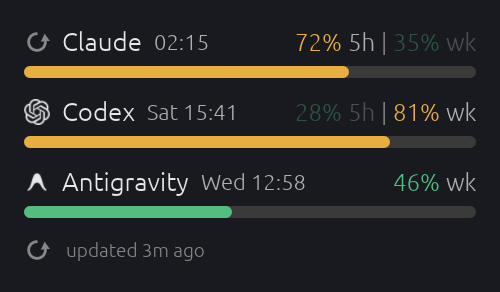 Claude 02:15 72% 5h | 35% wk
Codex Sat 15:41 28% 5h | 81% wk
Antigravity Wed 12:58 46% wk
updated 3m ago